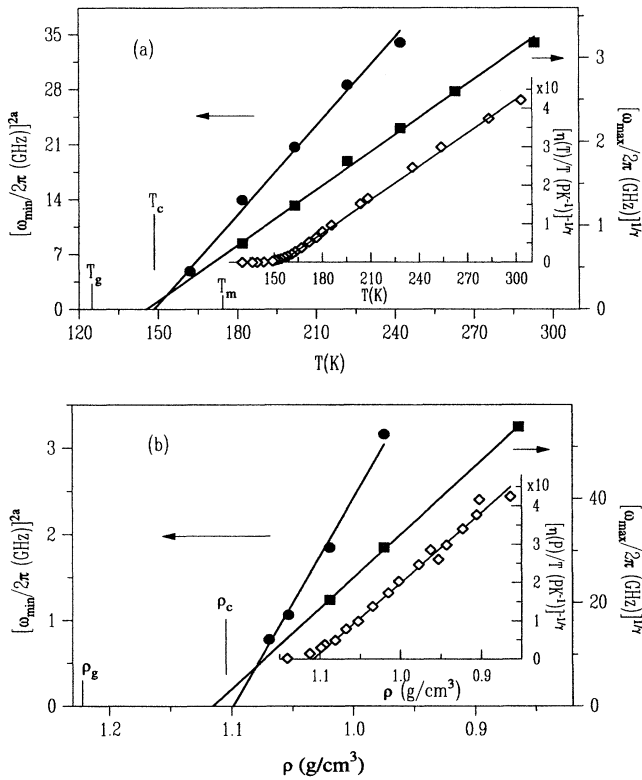 (a)
[ω_min/2π (GHz)]^2a
35
28
21
14
7
0
T_g
T_c
T_m
120 150 180 210 240 270 300
T(K)
3
2
1
0
[ω_max/2π (GHz)]^1/γ
x10
4
3
2
1
0
[η(T)/T (PK⁻¹)]^-1/γ
150 180 210 240 270 300
T(K)
(b)
[ω_min/2π (GHz)]^2a
3
2
1
0
ρ_g
ρ_c
1.2 1.1 1.0 0.9
ρ (g/cm³)
40
20
0
[ω_max/2π (GHz)]^1/γ
x10
4
3
2
1
0
[η(P)/T (PK⁻¹)]^-1/γ
1.1 1.0 0.9
ρ (g/cm³)